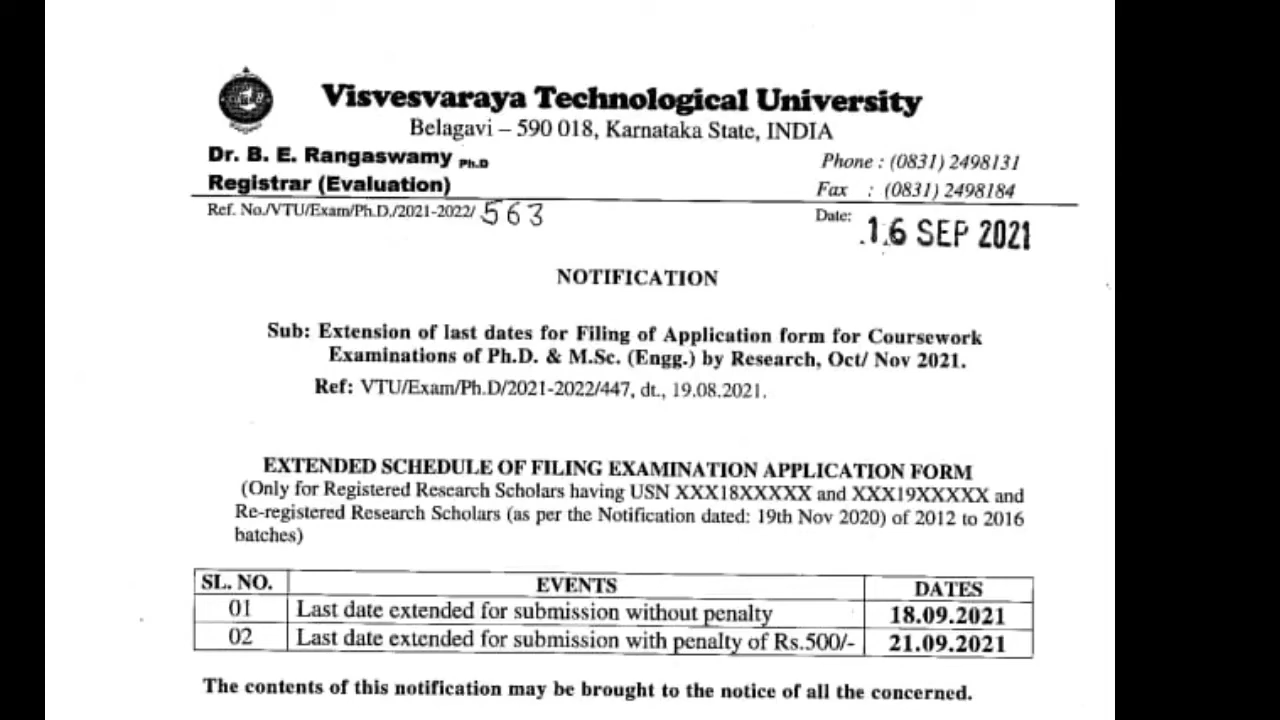 Visvesvaraya Technological University
Belagavi – 590 018, Karnataka State, INDIA
Dr. B. E. Rangaswamy Ph.D
Registrar (Evaluation)
Phone : (0831) 2498131
Fax : (0831) 2498184
Ref. No./VTU/Exam/Ph.D./2021-2022/ 563
Date: 16 SEP 2021
NOTIFICATION
Sub: Extension of last dates for Filing of Application form for Coursework
Examinations of Ph.D. & M.Sc. (Engg.) by Research, Oct/ Nov 2021.
Ref: VTU/Exam/Ph.D/2021-2022/447, dt., 19.08.2021.
EXTENDED SCHEDULE OF FILING EXAMINATION APPLICATION FORM
(Only for Registered Research Scholars having USN XXX18XXXXX and XXX19XXXXX and
Re-registered Research Scholars (as per the Notification dated: 19th Nov 2020) of 2012 to 2016
batches)
SL. NO. EVENTS DATES
01 Last date extended for submission without penalty 18.09.2021
02 Last date extended for submission with penalty of Rs.500/- 21.09.2021
The contents of this notification may be brought to the notice of all the concerned.